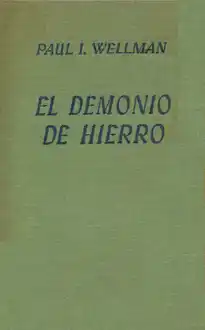 PAUL I. WELLMAN
EL DEMONIO
DE HIERRO